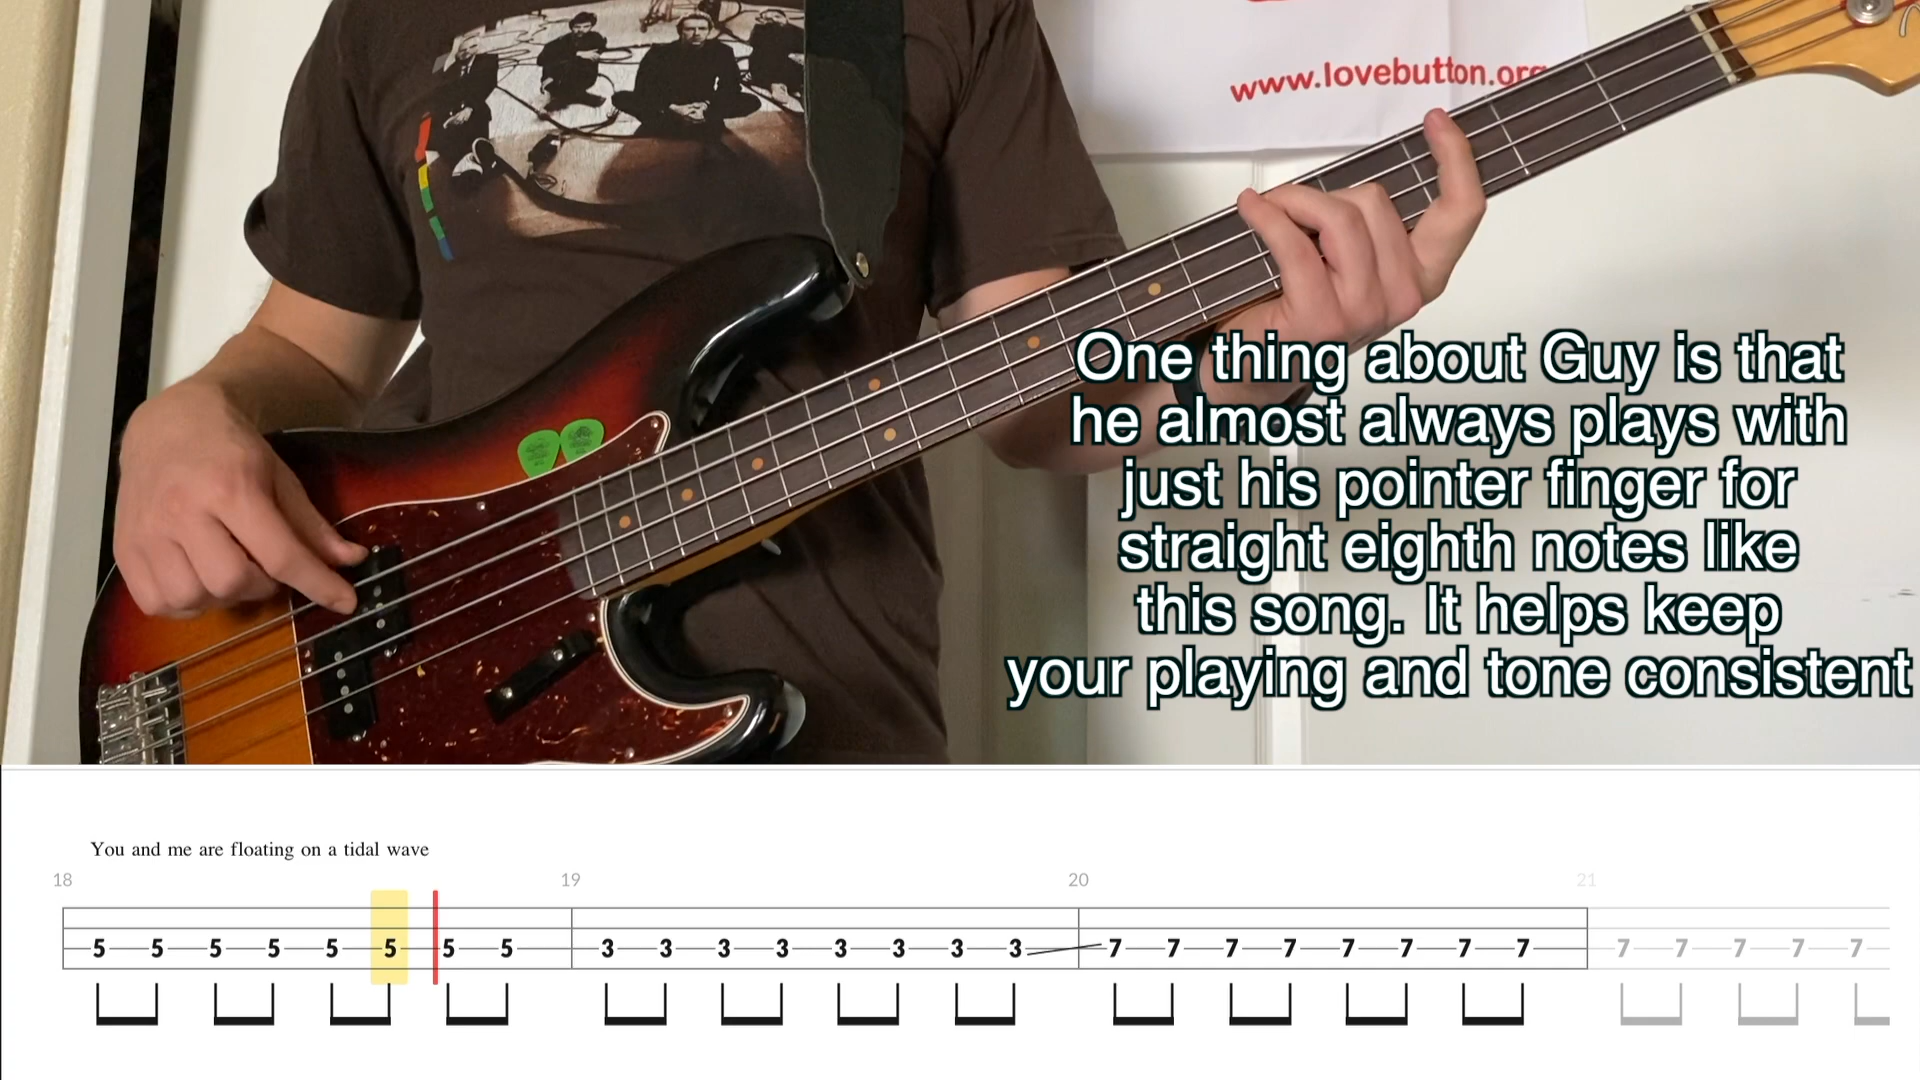 www.lovebutton.org
One thing about Guy is that
he almost always plays with
just his pointer finger for
straight eighth notes like
this song. It helps keep
your playing and tone consistent
You and me are floating on a tidal wave
18 19 20 21
5 5 5 5 5 5 5 5 3 3 3 3 3 3 3 3 7 7 7 7 7 7 7 7 7 7 7 7 7